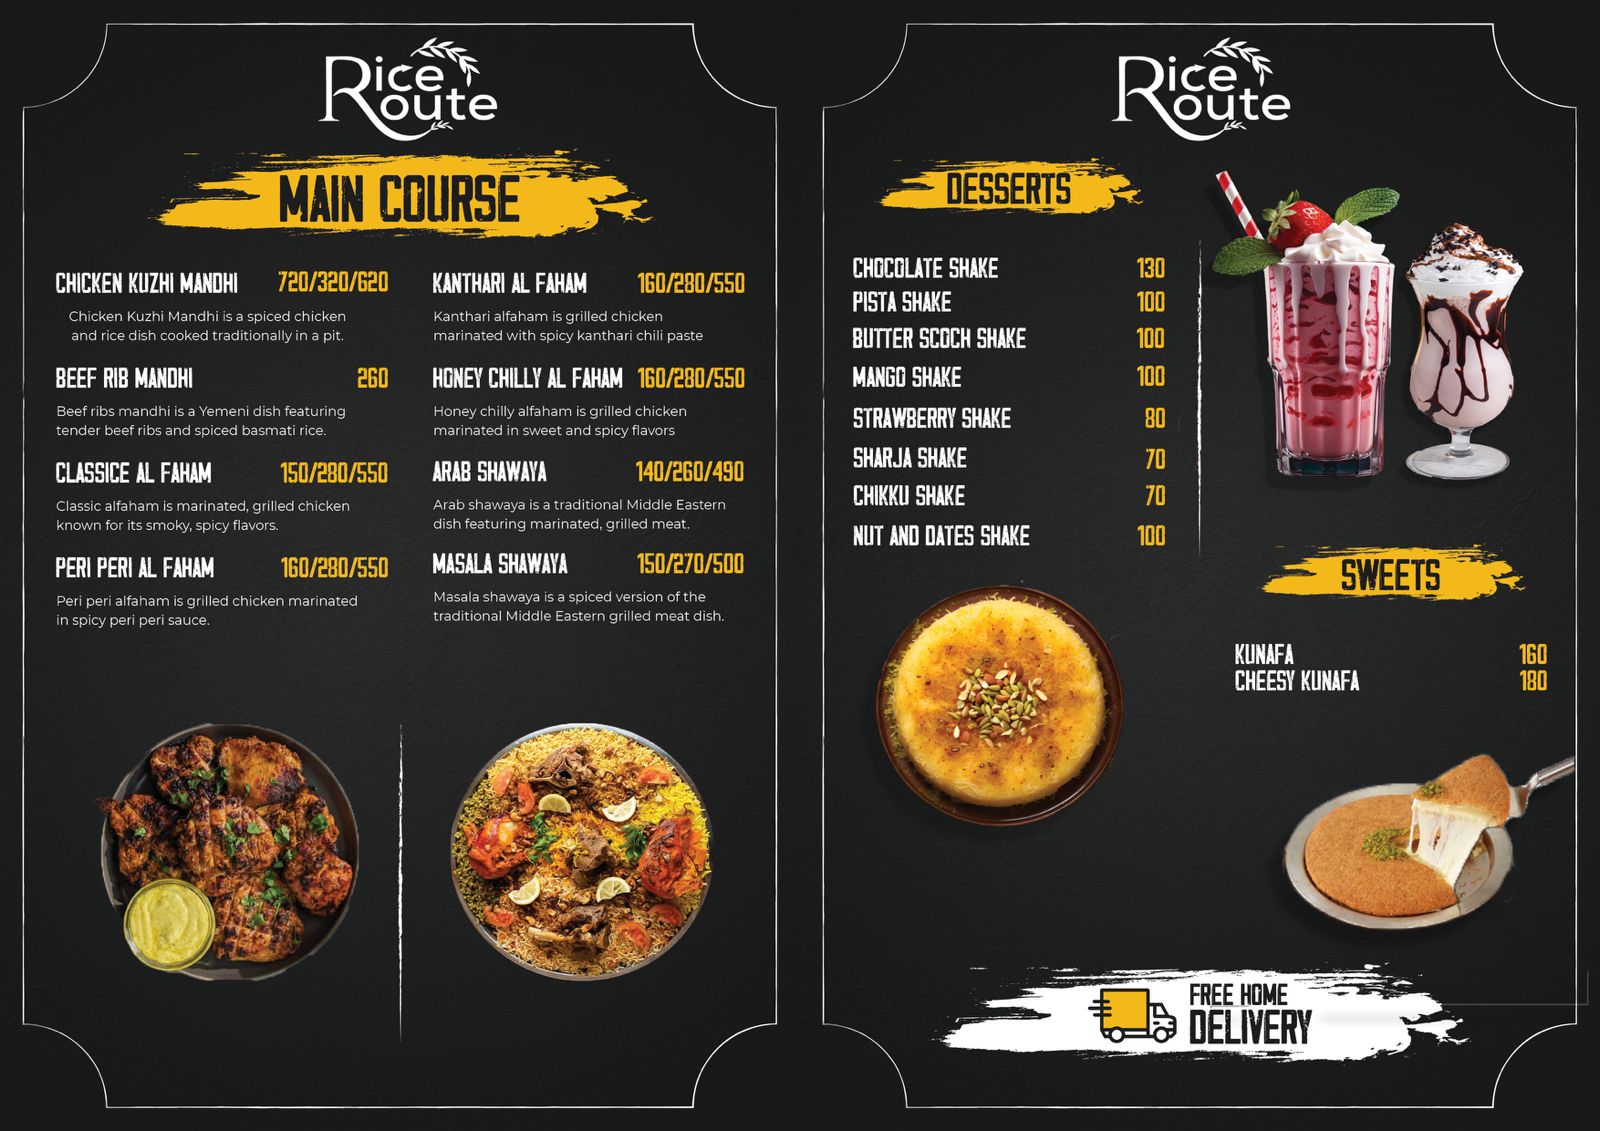 Rice
Route
MAIN COURSE
CHICKEN KUZHI MANDHI 720/320/620
Chicken Kuzhi Mandhi is a spiced chicken
and rice dish cooked traditionally in a pit.
BEEF RIB MANDHI 260
Beef ribs mandhi is a Yemeni dish featuring
tender beef ribs and spiced basmati rice.
CLASSICE AL FAHAM 150/280/550
Classic alfaham is marinated, grilled chicken
known for its smoky, spicy flavors.
PERI PERI AL FAHAM 160/280/550
Peri peri alfaham is grilled chicken marinated
in spicy peri peri sauce.
KANTHARI AL FAHAM 160/280/550
Kanthari alfaham is grilled chicken
marinated with spicy kanthari chili paste
HONEY CHILLY AL FAHAM 160/280/550
Honey chilly alfaham is grilled chicken
marinated in sweet and spicy flavors
ARAB SHAWAYA 140/260/490
Arab shawaya is a traditional Middle Eastern
dish featuring marinated, grilled meat.
MASALA SHAWAYA 150/270/500
Masala shawaya is a spiced version of the
traditional Middle Eastern grilled meat dish.
Rice
Route
DESSERTS
CHOCOLATE SHAKE 130
PISTA SHAKE 100
BUTTER SCOCH SHAKE 100
MANGO SHAKE 100
STRAWBERRY SHAKE 80
SHARJA SHAKE 70
CHIKKU SHAKE 70
NUT AND DATES SHAKE 100
SWEETS
KUNAFA 160
CHEESY KUNAFA 180
FREE HOME
DELIVERY